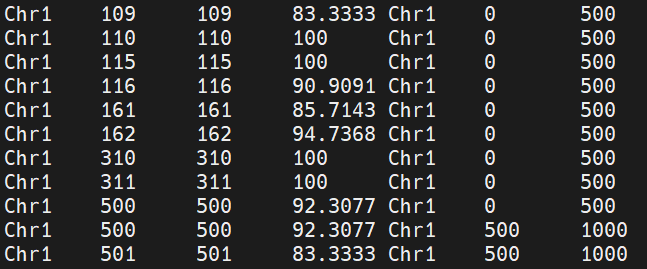 Chr1 109 109 83.3333 Chr1 0 500
Chr1 110 110 100 Chr1 0 500
Chr1 115 115 100 Chr1 0 500
Chr1 116 116 90.9091 Chr1 0 500
Chr1 161 161 85.7143 Chr1 0 500
Chr1 162 162 94.7368 Chr1 0 500
Chr1 310 310 100 Chr1 0 500
Chr1 311 311 100 Chr1 0 500
Chr1 500 500 92.3077 Chr1 0 500
Chr1 500 500 92.3077 Chr1 500 1000
Chr1 501 501 83.3333 Chr1 500 1000